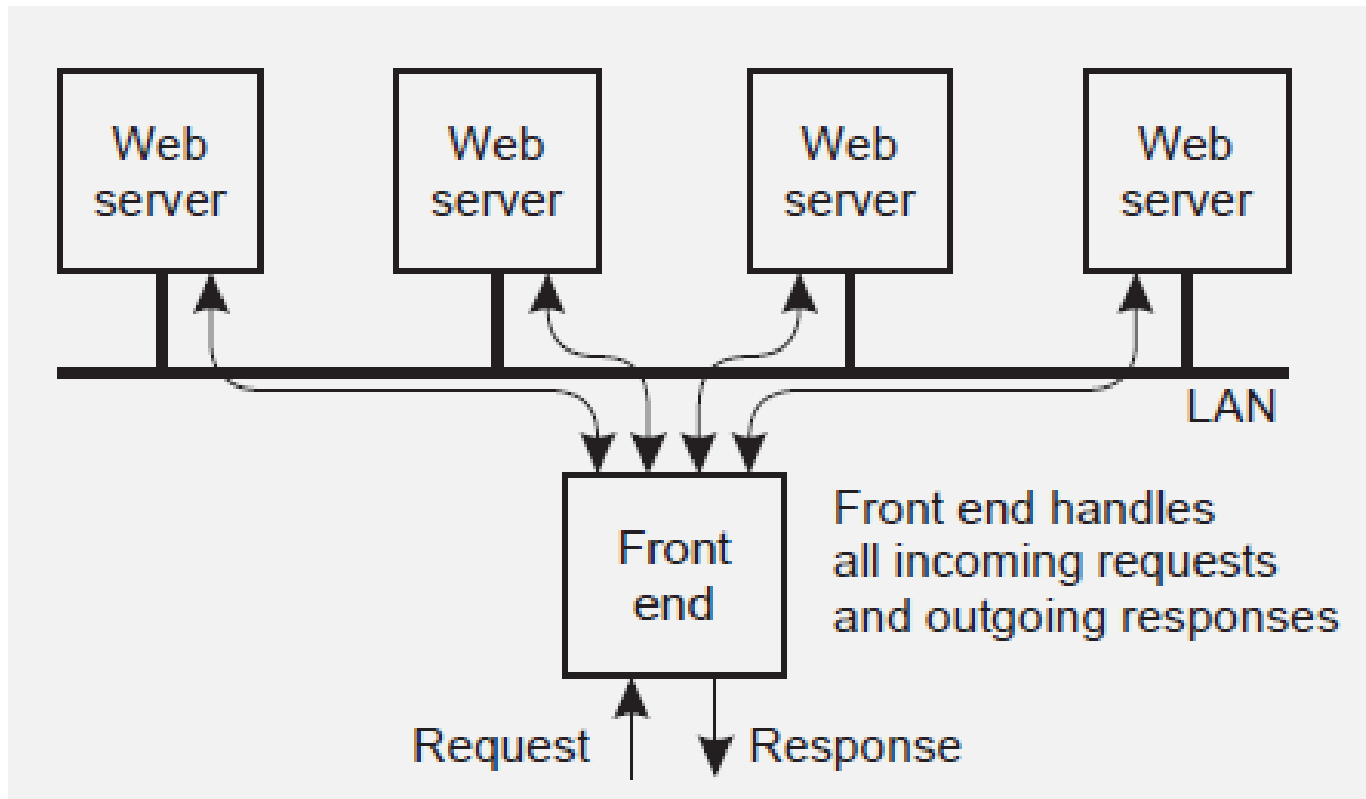 Web
server
Web
server
Web
server
Web
server
LAN
Front
end
Front end handles
all incoming requests
and outgoing responses
Request
Response